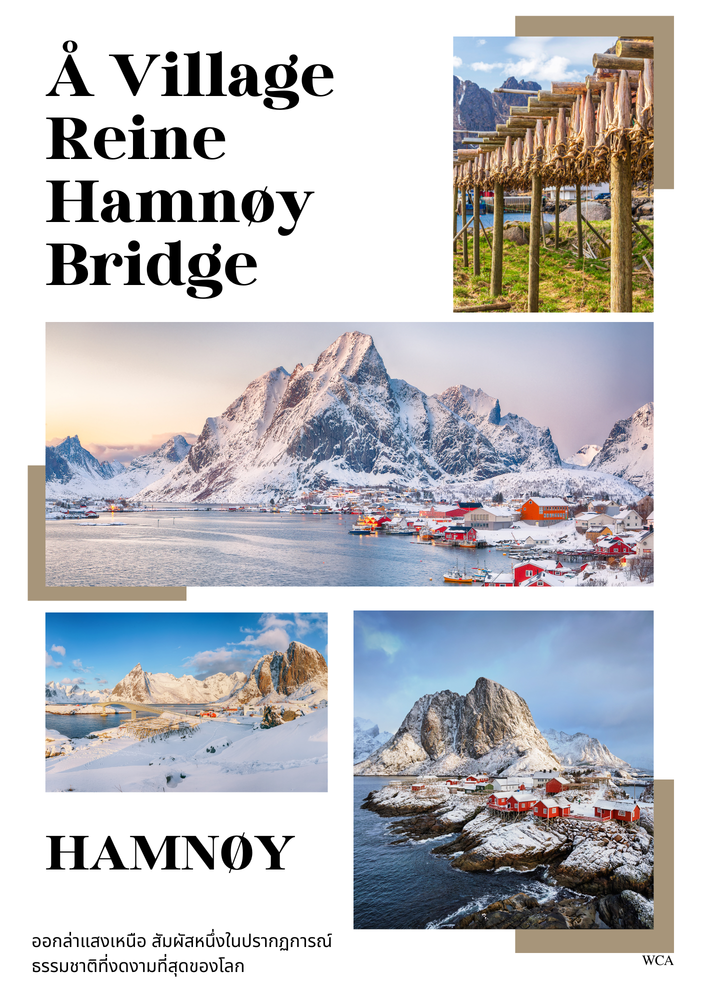 Å Village
Reine
Hamnøy
Bridge
HAMNØY
ออกล่าแสงเหนือ สัมผัสหนึ่งในปรากฏการณ์
ธรรมชาติที่งดงามที่สุดของโลก
WCA